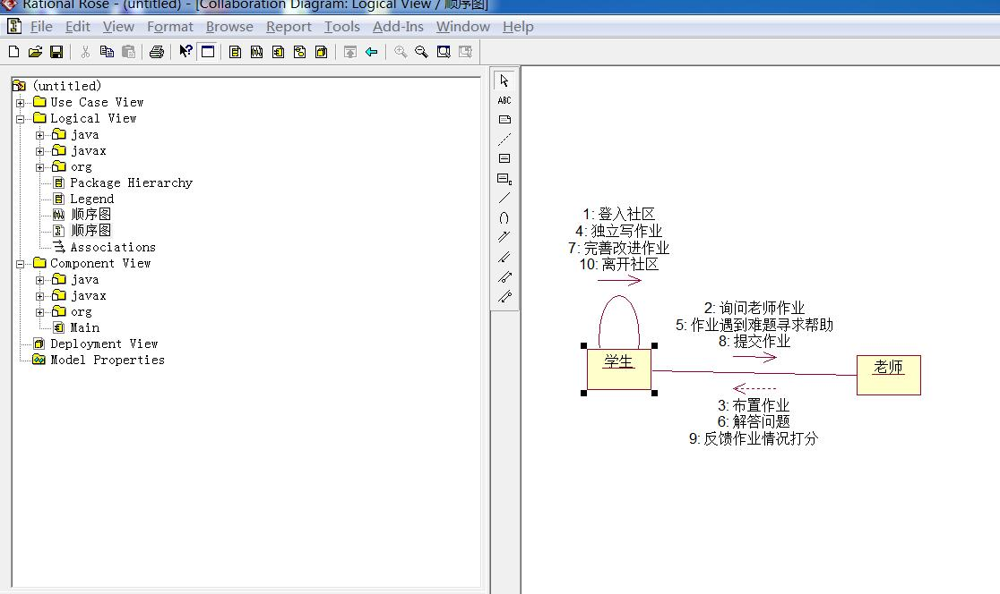 Rational Rose - (untitled) - [Collaboration Diagram: Logical View / 顺序图]
File Edit View Format Browse Report Tools Add-Ins Window Help
(untitled)
Use Case View
Logical View
java
javax
org
Package Hierarchy
Legend
顺序图
顺序图
Associations
Component View
java
javax
org
Main
Deployment View
Model Properties
ABC
1: 登入社区
4: 独立写作业
7: 完善改进作业
10: 离开社区
2: 询问老师作业
5: 作业遇到难题寻求帮助
8: 提交作业
学生
老师
3: 布置作业
6: 解答问题
9: 反馈作业情况打分